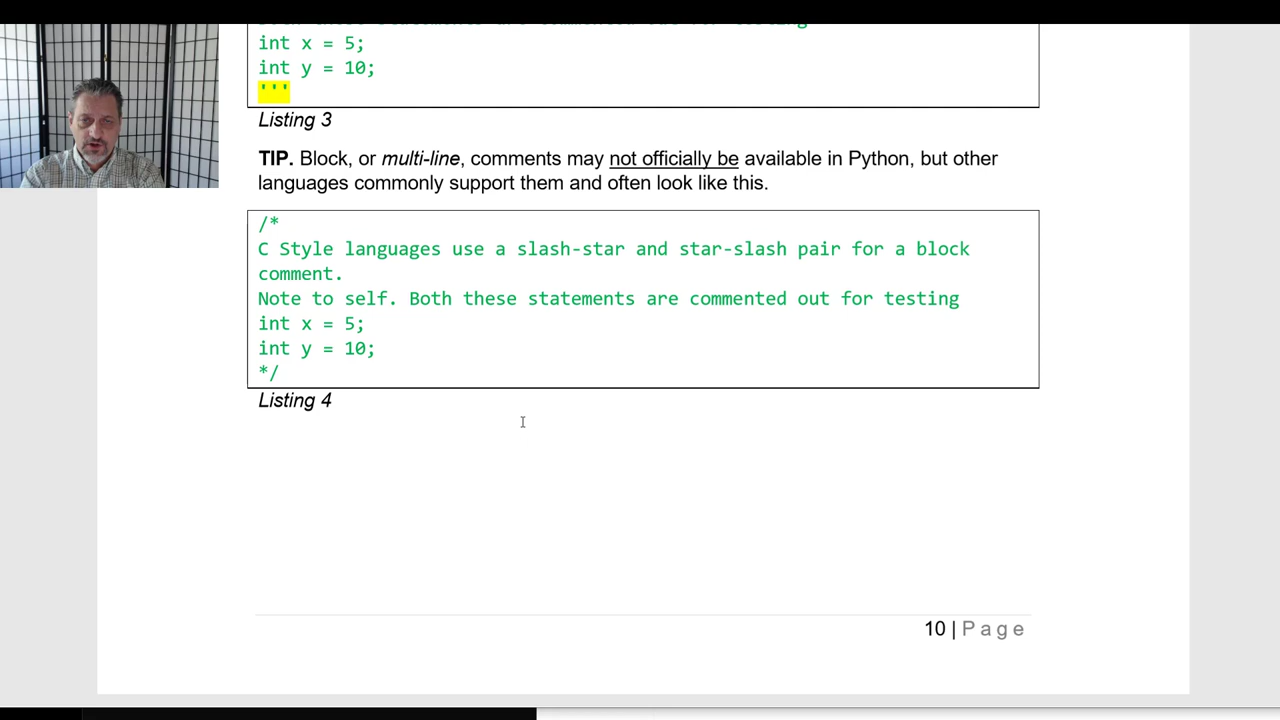 int x = 5;
int y = 10;
'''
Listing 3
TIP. Block, or multi-line, comments may not officially be available in Python, but other
languages commonly support them and often look like this.
/*
C Style languages use a slash-star and star-slash pair for a block
comment.
Note to self. Both these statements are commented out for testing
int x = 5;
int y = 10;
*/
Listing 4
10 | Page